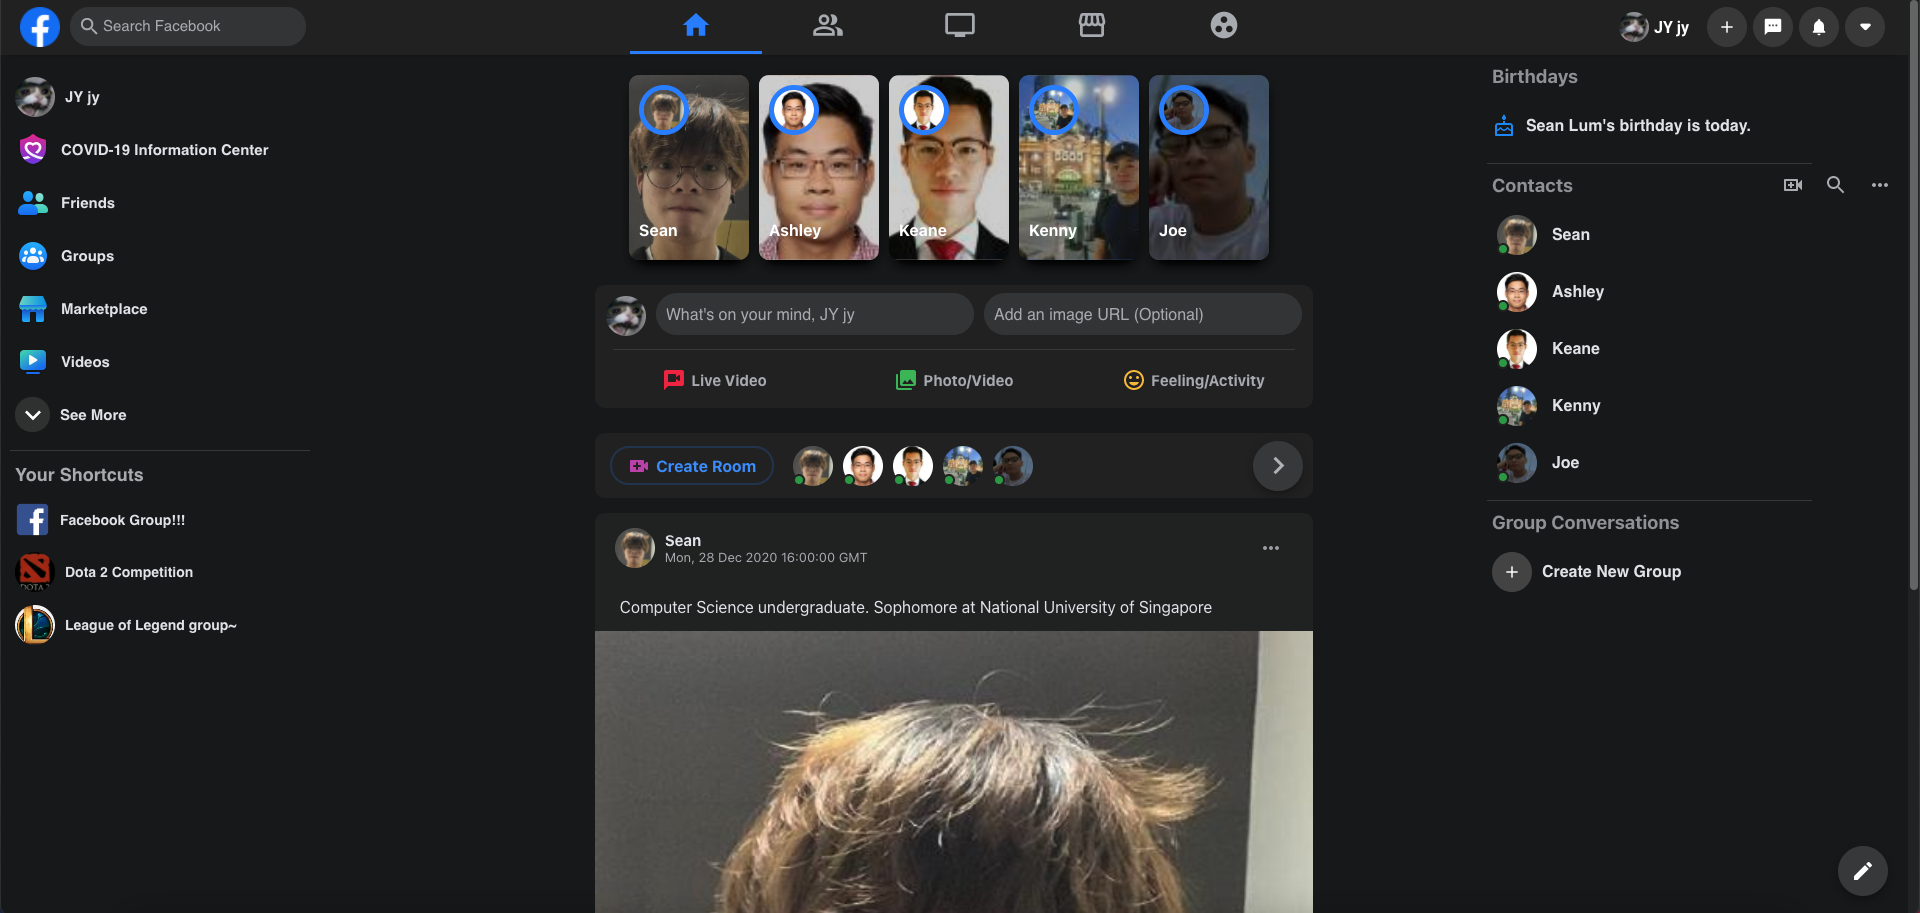 Search Facebook
JY jy
JY jy
COVID-19 Information Center
Friends
Groups
Marketplace
Videos
See More
Your Shortcuts
Facebook Group!!!
DOTA 2
Dota 2 Competition
League of Legend group~
Sean
Ashley
Keane
Kenny
Joe
What's on your mind, JY jy
Add an image URL (Optional)
Live Video
Photo/Video
Feeling/Activity
Create Room
Sean
Mon, 28 Dec 2020 16:00:00 GMT
Computer Science undergraduate. Sophomore at National University of Singapore
Birthdays
Sean Lum's birthday is today.
Contacts
Sean
Ashley
Keane
Kenny
Joe
Group Conversations
Create New Group